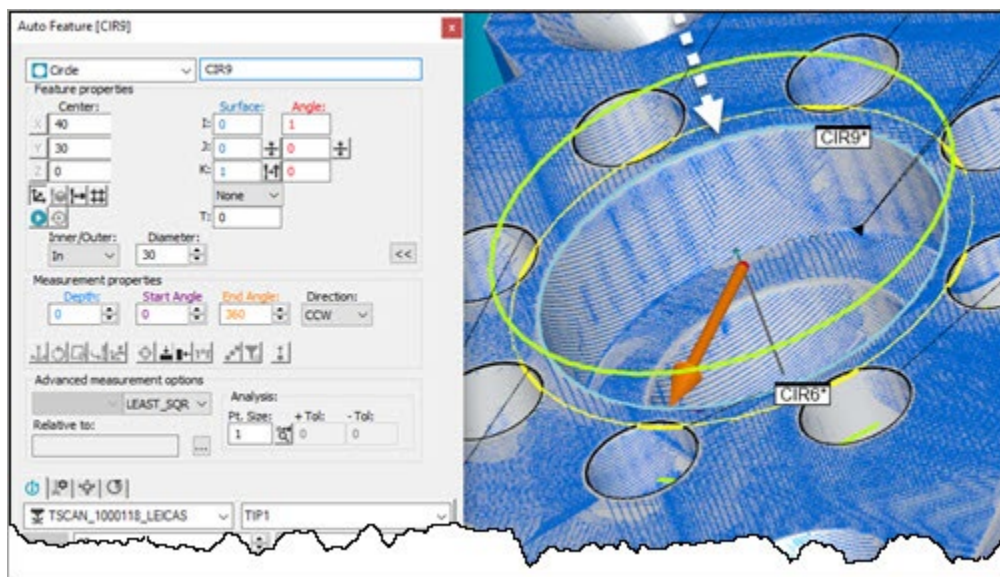 Auto Feature [CIR9]
Circle CIR9
Feature properties
Center: Surface: Angle:
X 40 I: 0 1
Y 30 J: 0 0
Z 0 K: 1 0
None
T: 0
Inner/Outer: Diameter:
In 30 <<
Measurement properties
Depth: Start Angle End Angle: Direction:
0 0 360 CCW
Advanced measurement options
LEAST_SQR
Analysis:
Pt. Size: + Tol: - Tol:
1 0 0
Relative to:
...
TSCAN_1000118_LEICAS TIP1
CIR9*
CIR6*